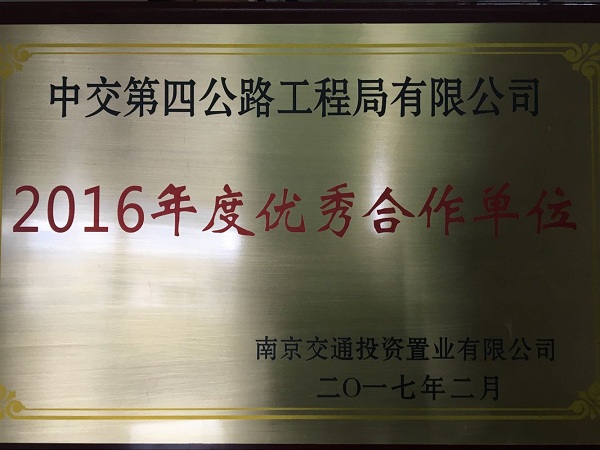 中交第四公路工程局有限公司
2016年度优秀合作单位
南京交通投资置业有限公司
二〇一七年二月